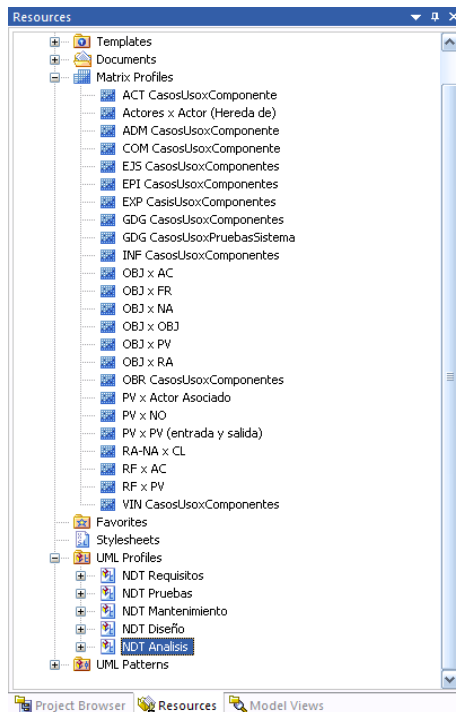 Resources
Templates
Documents
Matrix Profiles
ACT CasosUsoxComponente
Actores x Actor (Hereda de)
ADM CasosUsoxComponente
COM CasosUsoxComponente
EJS CasosUsoxComponentes
EPI CasosUsoxComponentes
EXP CasisUsoxComponentes
GDG CasosUsoxComponentes
GDG CasosUsoxPruebasSistema
INF CasosUsoxComponentes
OBJ x AC
OBJ x FR
OBJ x NA
OBJ x OBJ
OBJ x PV
OBJ x RA
OBR CasosUsoxComponentes
PV x Actor Asociado
PV x NO
PV x PV (entrada y salida)
RA-NA x CL
RF x AC
RF x PV
VIN CasosUsoxComponentes
Favorites
Stylesheets
UML Profiles
NDT Requisitos
NDT Pruebas
NDT Mantenimiento
NDT Diseño
NDT Analisis
UML Patterns
Project Browser Resources Model Views